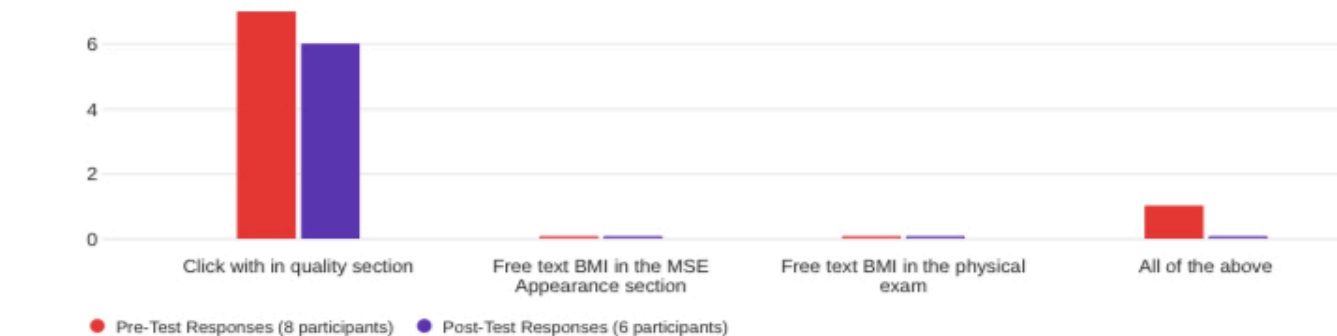 6
4
2
0
Click with in quality section
Free text BMI in the MSE
Appearance section
Free text BMI in the physical
exam
All of the above
Pre-Test Responses (8 participants)
Post-Test Responses (6 participants)